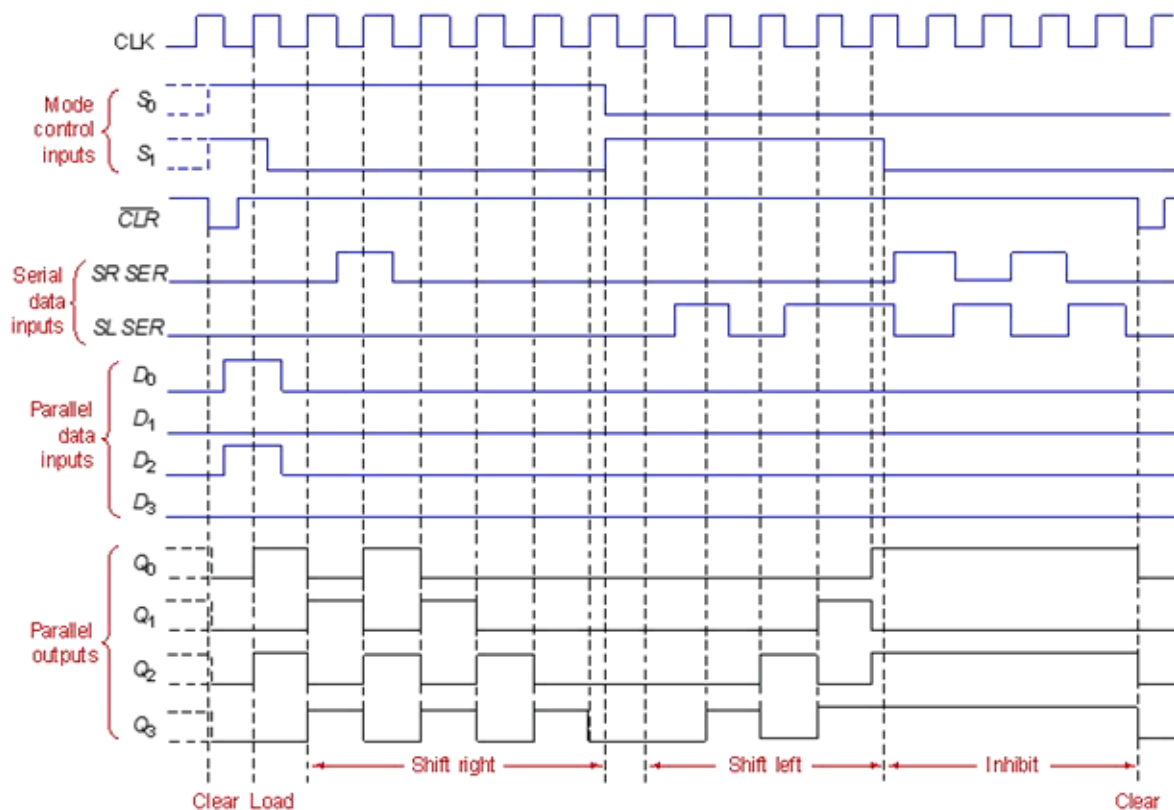 CLK
Mode
control
inputs
S0
S1
CLR
Serial
data
inputs
SR SER
SL SER
Parallel
data
inputs
D0
D1
D2
D3
Parallel
outputs
Q0
Q1
Q2
Q3
Shift right
Shift left
Inhibit
Clear Load
Clear